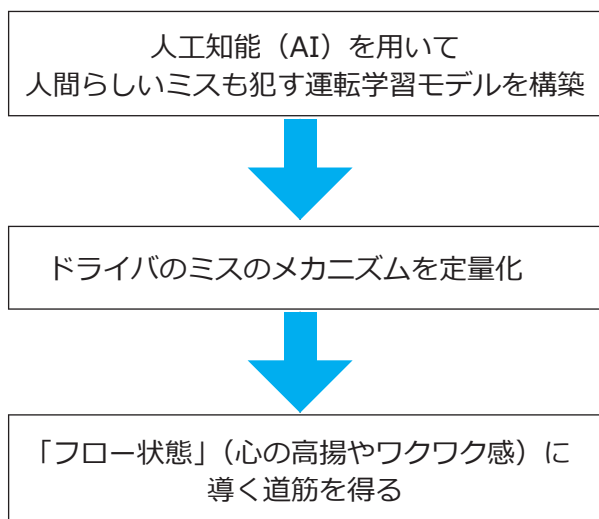 人工知能（AI）を用いて
人間らしいミスも犯す運転学習モデルを構築
ドライバのミスのメカニズムを定量化
「フロー状態」（心の高揚やワクワク感）に
導く道筋を得る